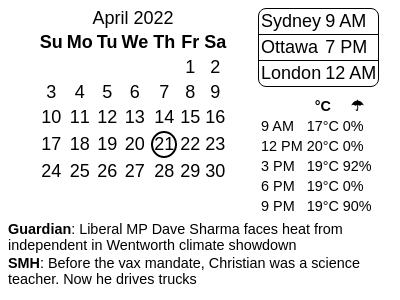 April 2022
Su Mo Tu We Th Fr Sa
1 2
3 4 5 6 7 8 9
10 11 12 13 14 15 16
17 18 19 20 21 22 23
24 25 26 27 28 29 30
Sydney 9 AM
Ottawa 7 PM
London 12 AM
°C ☂
9 AM 17°C 0%
12 PM 20°C 0%
3 PM 19°C 92%
6 PM 19°C 0%
9 PM 19°C 90%
Guardian: Liberal MP Dave Sharma faces heat from
independent in Wentworth climate showdown
SMH: Before the vax mandate, Christian was a science
teacher. Now he drives trucks